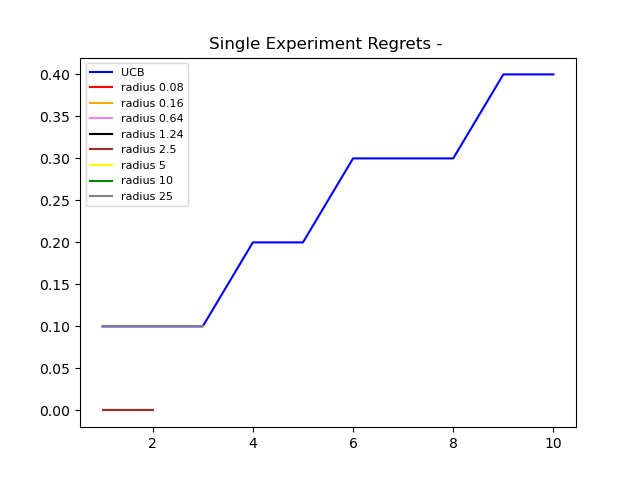 Single Experiment Regrets -
UCB
radius 0.08
radius 0.16
radius 0.64
radius 1.24
radius 2.5
radius 5
radius 10
radius 25
0.40
0.35
0.30
0.25
0.20
0.15
0.10
0.05
0.00
2 4 6 8 10